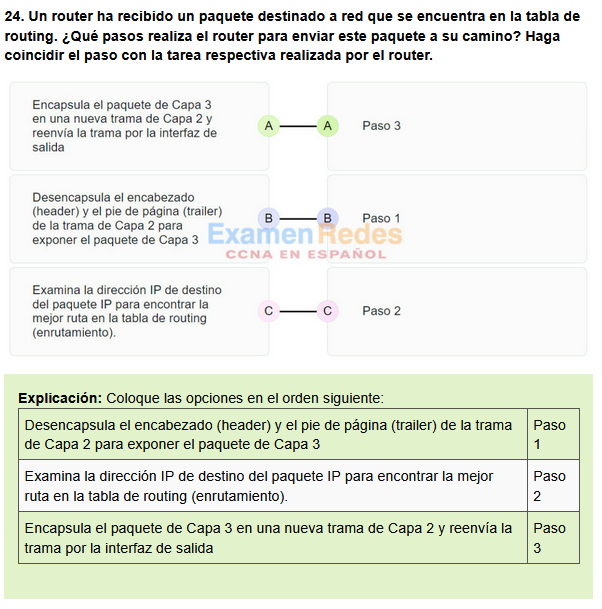 24. Un router ha recibido un paquete destinado a red que se encuentra en la tabla de
routing. ¿Qué pasos realiza el router para enviar este paquete a su camino? Haga
coincidir el paso con la tarea respectiva realizada por el router.
Encapsula el paquete de Capa 3
en una nueva trama de Capa 2 y
reenvía la trama por la interfaz de
salida
A
A
Paso 3
Desencapsula el encabezado
(header) y el pie de página (trailer)
de la trama de Capa 2 para
exponer el paquete de Capa 3
B
B
Paso 1
ExamenRedes
CCNA EN ESPAÑOL
Examina la dirección IP de destino
del paquete IP para encontrar la
mejor ruta en la tabla de routing
(enrutamiento).
C
C
Paso 2
Explicación: Coloque las opciones en el orden siguiente:
Desencapsula el encabezado (header) y el pie de página (trailer) de la trama
de Capa 2 para exponer el paquete de Capa 3
Paso
1
Examina la dirección IP de destino del paquete IP para encontrar la mejor
ruta en la tabla de routing (enrutamiento).
Paso
2
Encapsula el paquete de Capa 3 en una nueva trama de Capa 2 y reenvía la
trama por la interfaz de salida
Paso
3